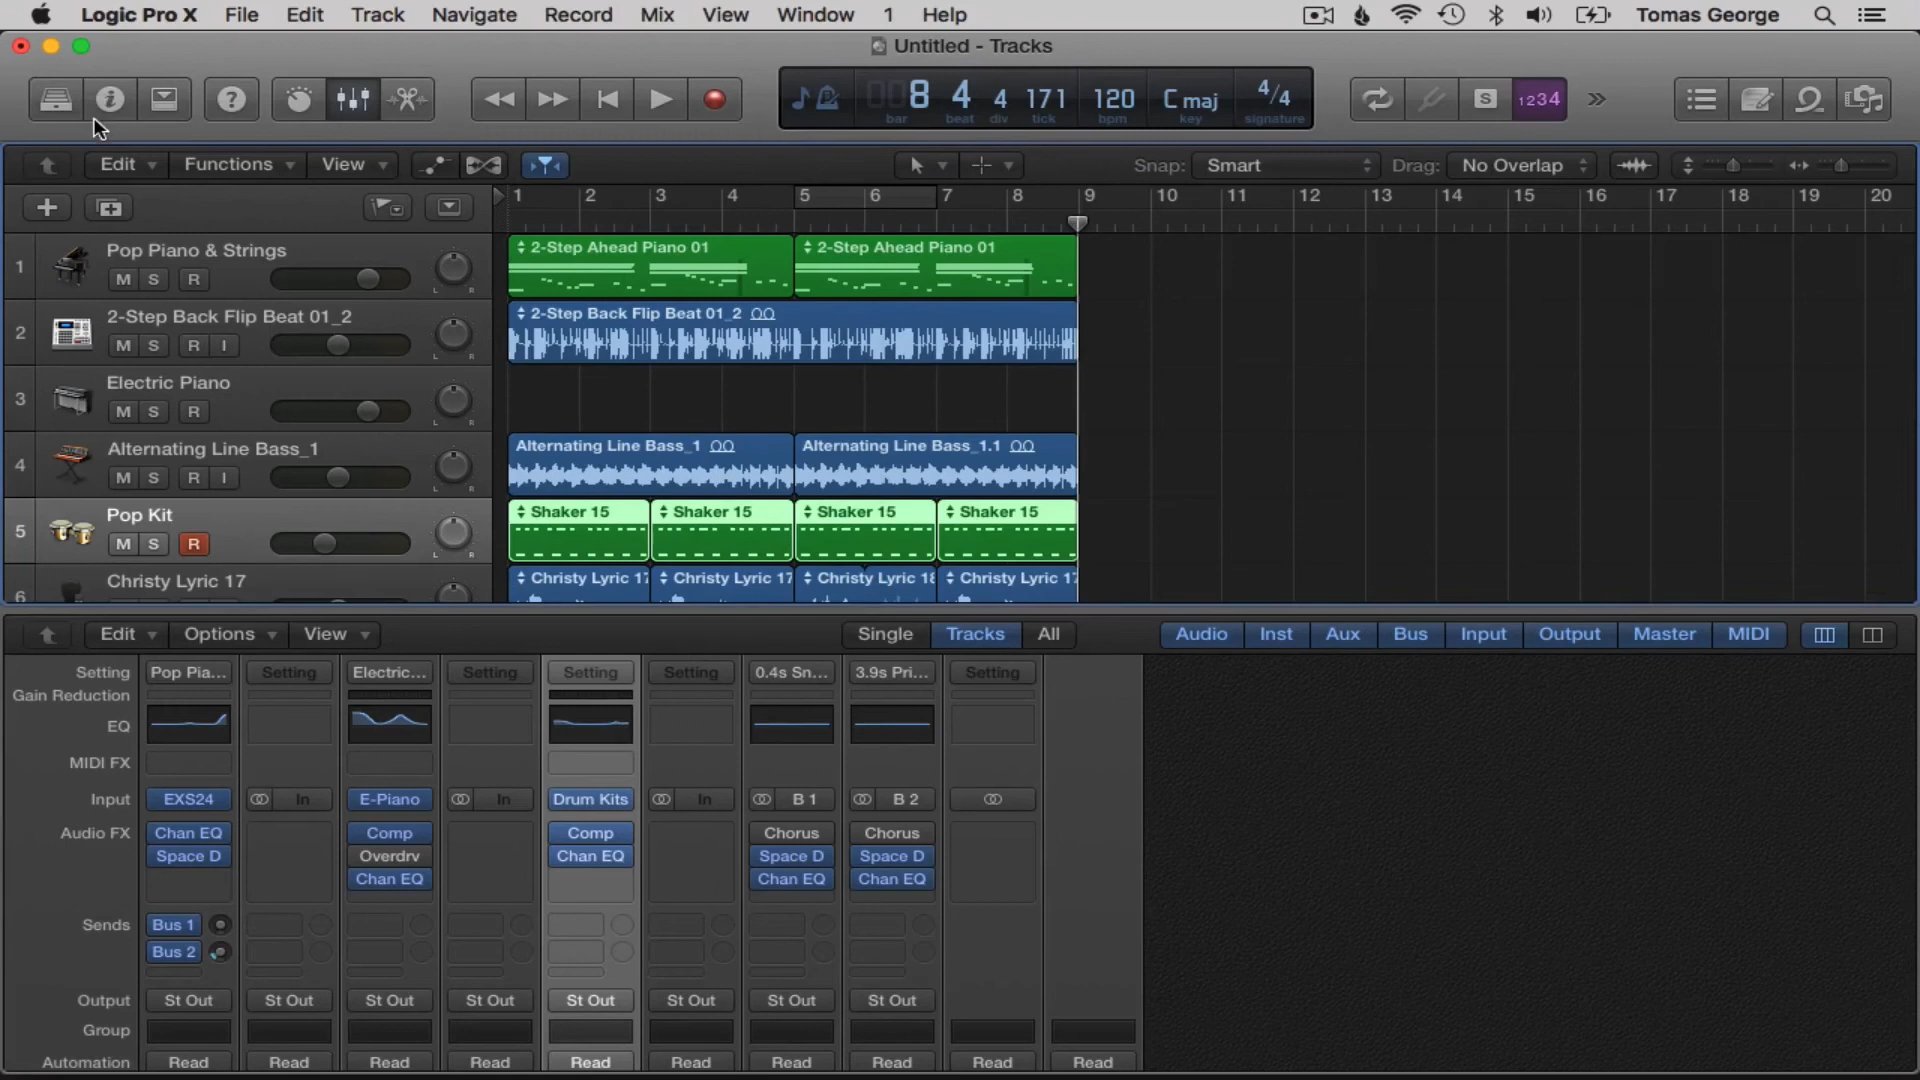 Logic Pro X File Edit Track Navigate Record Mix View Window 1 Help Tomas George
Untitled - Tracks
008 4 4 171 120 C maj 4/4
bar beat div tick bpm key signature
S 1234
Edit Functions View Snap: Smart Drag: No Overlap
1 2 3 4 5 6 7 8 9 10 11 12 13 14 15 16 17 18 19 20
1 Pop Piano & Strings 2-Step Ahead Piano 01 2-Step Ahead Piano 01
M S R L R
2 2-Step Back Flip Beat 01_2 2-Step Back Flip Beat 01_2
M S R I L R
3 Electric Piano
M S R L R
4 Alternating Line Bass_1 Alternating Line Bass_1 Alternating Line Bass_1.1
M S R I L R
5 Pop Kit Shaker 15 Shaker 15 Shaker 15 Shaker 15
M S R L R
6 Christy Lyric 17 Christy Lyric 17 Christy Lyric 17 Christy Lyric 18 Christy Lyric 17
Edit Options View Single Tracks All Audio Inst Aux Bus Input Output Master MIDI
Setting Pop Pia... Setting Electric... Setting Setting Setting 0.4s Sn... 3.9s Pri... Setting
Gain Reduction
EQ
MIDI FX
Input EXS24 In E-Piano In Drum Kits In B 1 B 2
Audio FX Chan EQ Comp Comp Chorus Chorus
Space D Overdrv Chan EQ Space D Space D
Chan EQ Chan EQ Chan EQ
Sends Bus 1
Bus 2
Output St Out St Out St Out St Out St Out St Out St Out St Out
Group
Automation Read Read Read Read Read Read Read Read Read Read